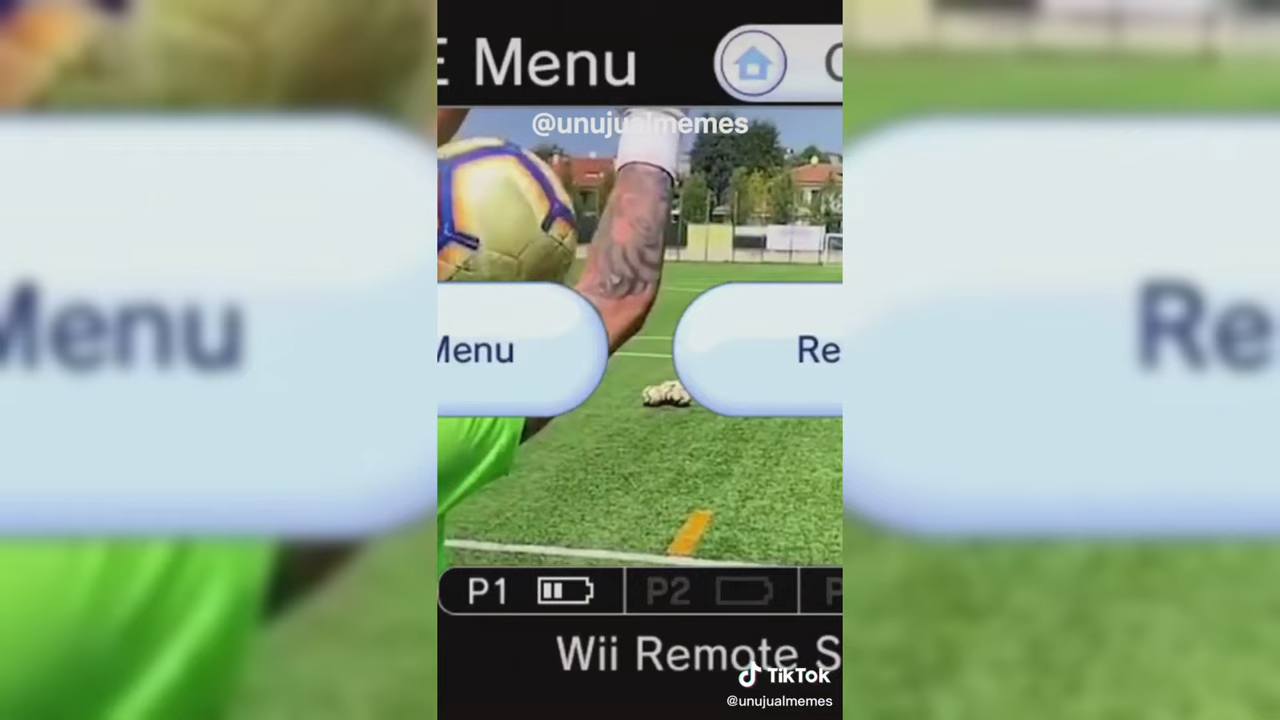 E Menu
@unujualmemes
Menu
Re
Menu
Re
P1
P2
P
Wii Remote S
TikTok
@unujualmemes